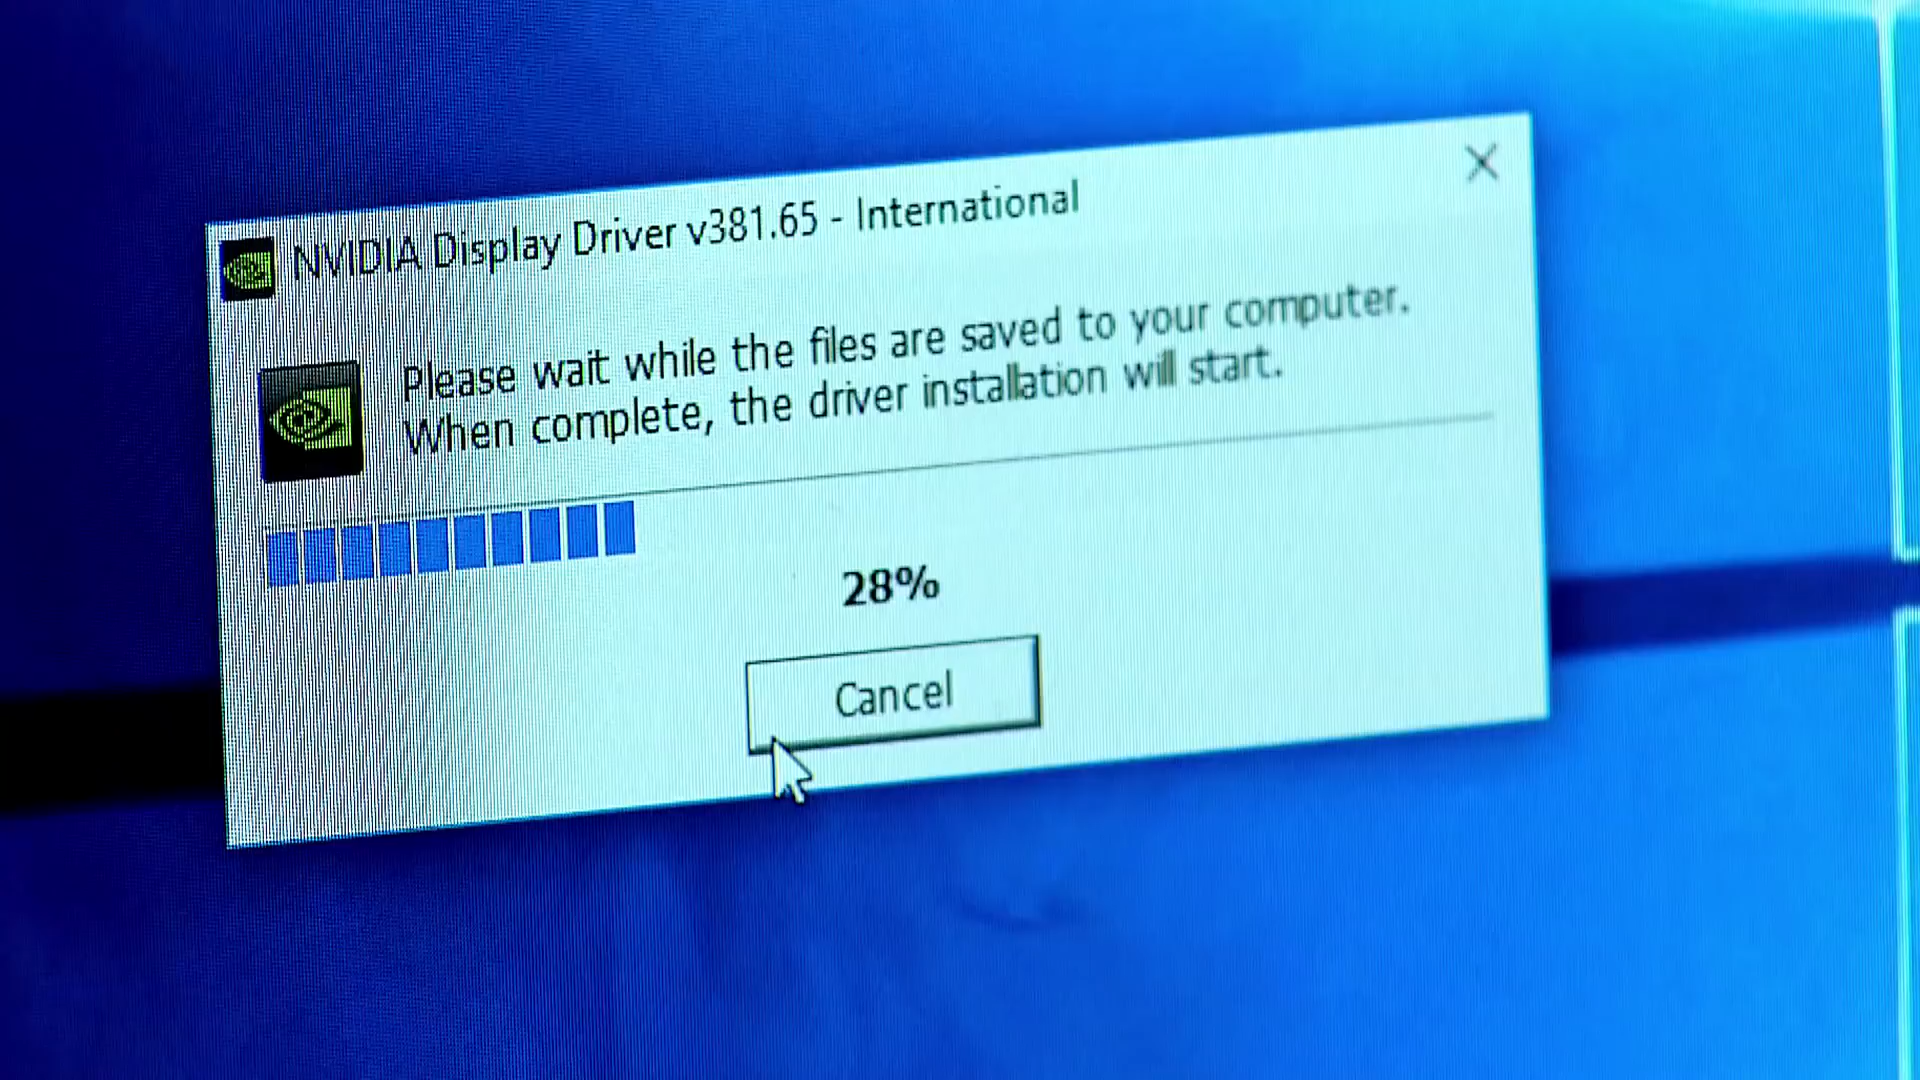 NVIDIA Display Driver v381.65 - International
Please wait while the files are saved to your computer.
When complete, the driver installation will start.
28%
Cancel